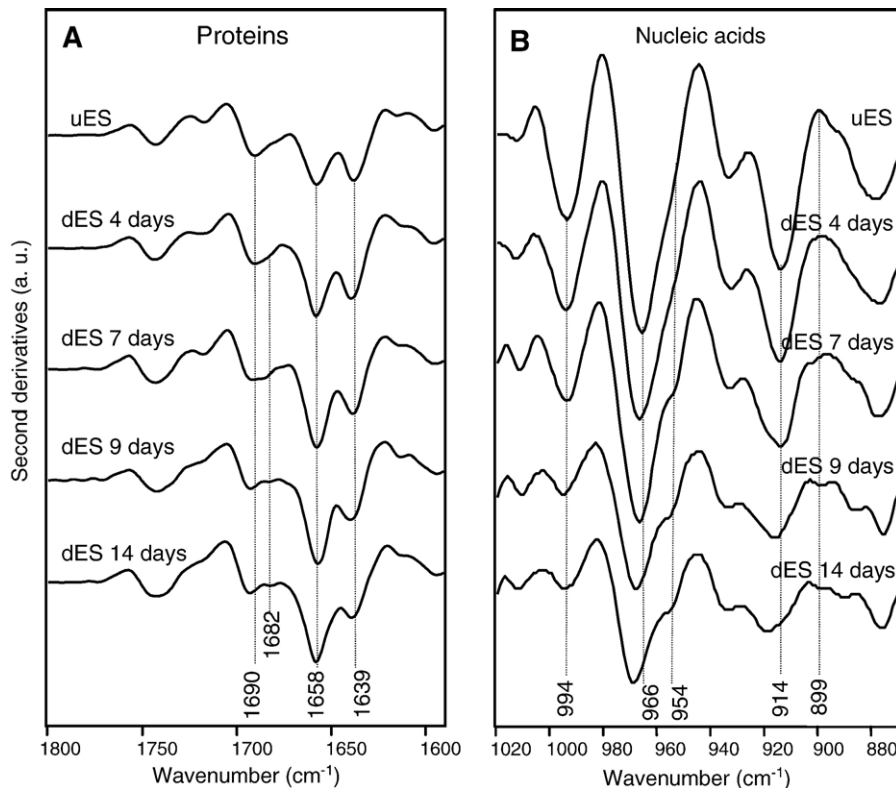 A
Proteins
uES
dES 4 days
dES 7 days
dES 9 days
dES 14 days
1690
1682
1658
1639
1800
1750
1700
1650
1600
Wavenumber (cm-1)
Second derivatives (a. u.)
B
Nucleic acids
uES
dES 4 days
dES 7 days
dES 9 days
dES 14 days
994
966
954
914
899
1020
1000
980
960
940
920
900
880
Wavenumber (cm-1)